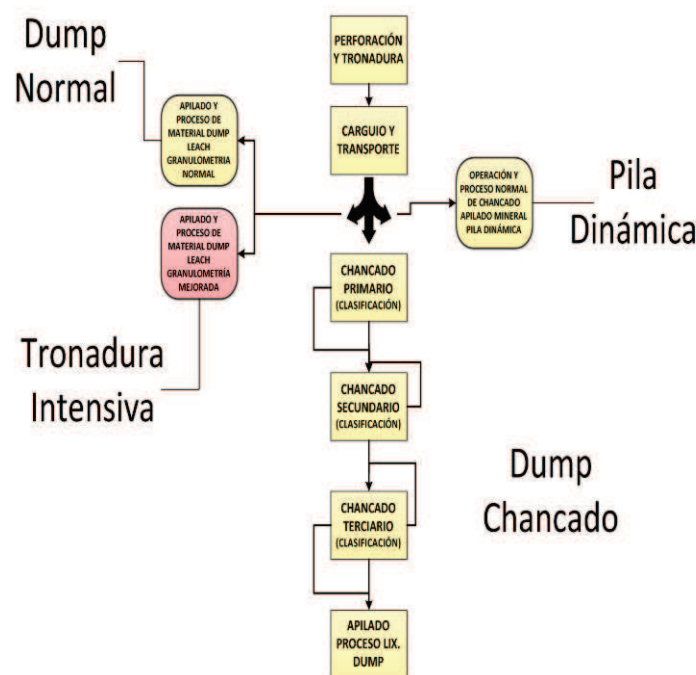 Dump
Normal
PERFORACIÓN
Y TRONADURA
APILADO Y
PROCESO DE
MATERIAL DUMP
LEACH
GRANULOMETRIA
NORMAL
CARGUIO Y
TRANSPORTE
OPERACIÓN Y
PROCESO NORMAL
DE CHANCADO
APILADO MINERAL
PILA DINÁMICA
Pila
Dinámica
APILADO Y
PROCESO DE
MATERIAL DUMP
LEACH
GRANULOMETRÍA
MEJORADA
Tronadura
Intensiva
CHANCADO
PRIMARIO
(CLASIFICACIÓN)
CHANCADO
SECUNDARIO
(CLASIFICACIÓN)
Dump
Chancado
CHANCADO
TERCIARIO
(CLASIFICACIÓN)
APILADO
PROCESO LIX.
DUMP